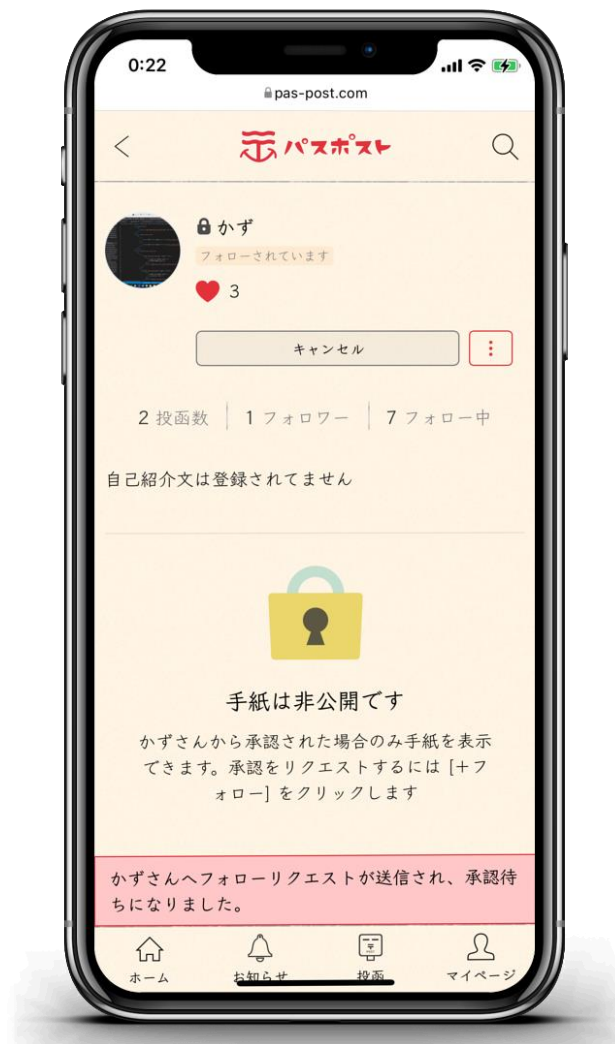 0:22
pas-post.com
パスポスト
かず
フォローされています
3
キャンセル
2 投函数 1 フォロワー 7 フォロー中
自己紹介文は登録されてません
手紙は非公開です
かずさんから承認された場合のみ手紙を表示
できます。承認をリクエストするには [+フ
ォロー] をクリックします
かずさんへフォローリクエストが送信され、承認待
ちになりました。
ホーム お知らせ 投函 マイページ